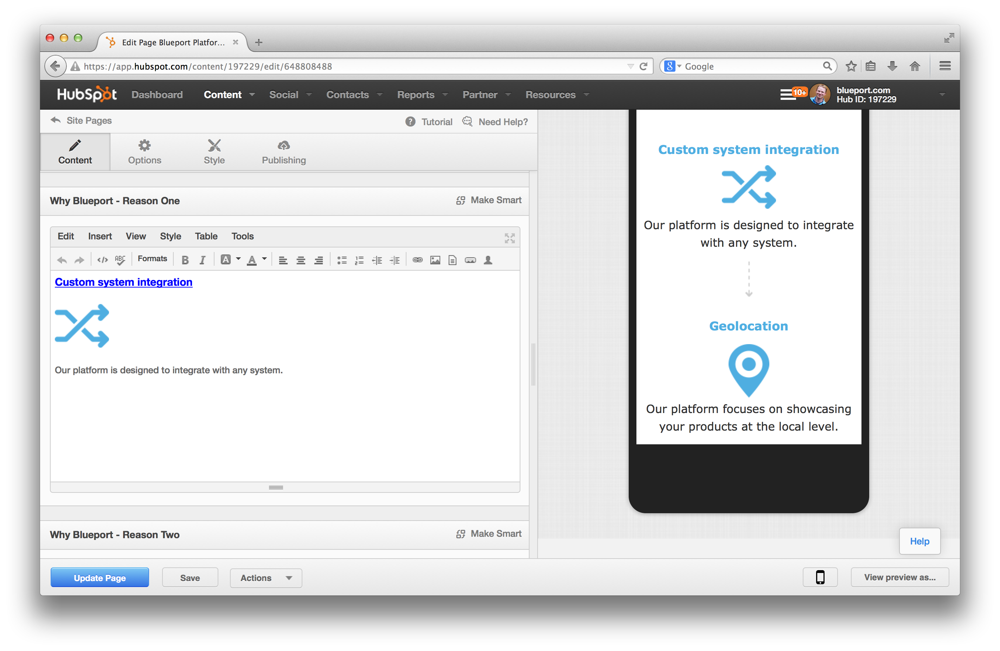 Edit Page Blueport Platfor...
https://app.hubspot.com/content/197229/edit/648808488
8 Google
HubSpot Dashboard Content Social Contacts Reports Partner Resources 10+ blueport.com
Hub ID: 197229
Site Pages Tutorial Need Help?
Content Options Style Publishing
Why Blueport - Reason One Make Smart
Edit Insert View Style Table Tools
ABC Formats B I A A
Custom system integration
Our platform is designed to integrate with any system.
Why Blueport - Reason Two Make Smart
Update Page Save Actions
Custom system integration
Our platform is designed to integrate
with any system.
Geolocation
Our platform focuses on showcasing
your products at the local level.
Help
View preview as...